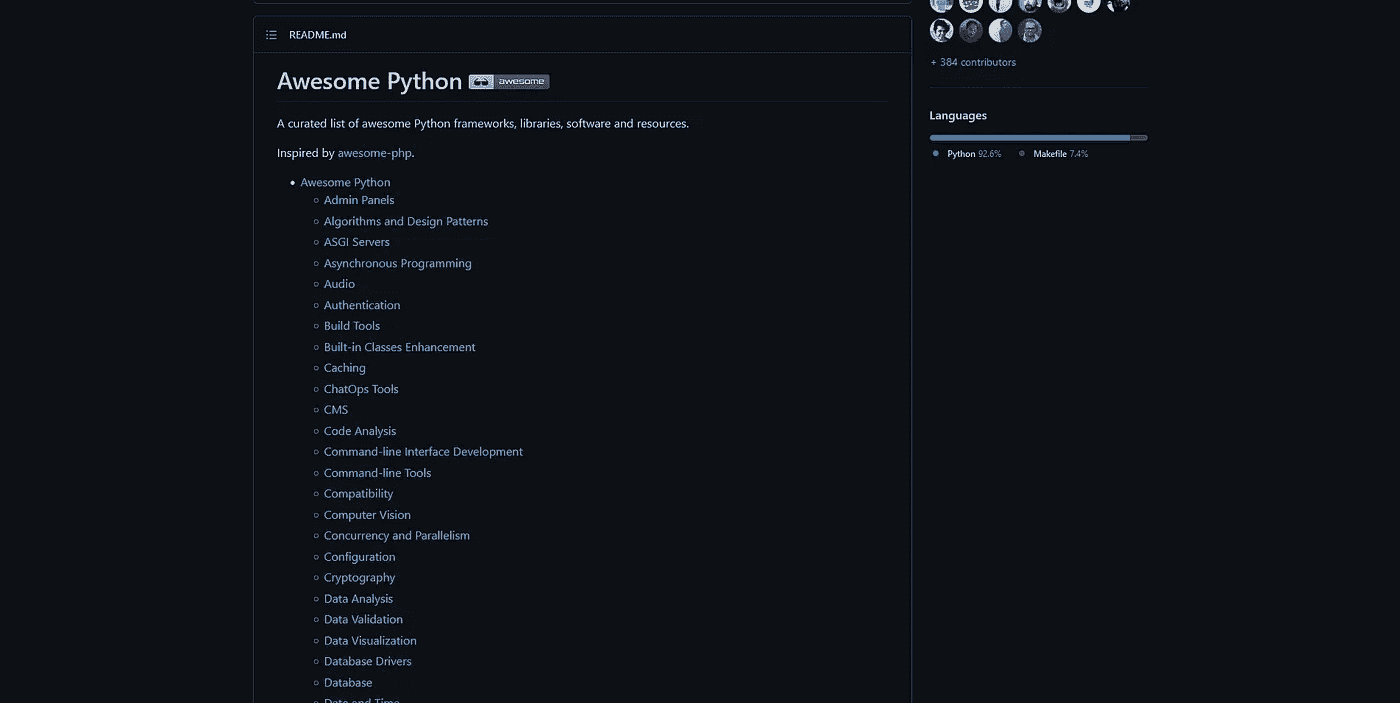 README.md
Awesome Python awesome
A curated list of awesome Python frameworks, libraries, software and resources.
Inspired by awesome-php.
Awesome Python
Admin Panels
Algorithms and Design Patterns
ASGI Servers
Asynchronous Programming
Audio
Authentication
Build Tools
Built-in Classes Enhancement
Caching
ChatOps Tools
CMS
Code Analysis
Command-line Interface Development
Command-line Tools
Compatibility
Computer Vision
Concurrency and Parallelism
Configuration
Cryptography
Data Analysis
Data Validation
Data Visualization
Database Drivers
Database
Date and Time
+ 384 contributors
Languages
Python 92.6% Makefile 7.4%